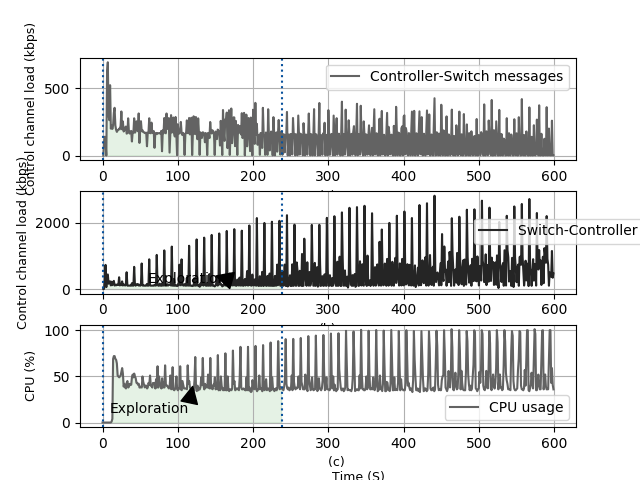 Control channel load (kbps)
500
0
Controller-Switch messages
0 100 200 300 400 500 600
Control channel load (kbps)
2000
0
Switch-Controller
Exploration
0 100 200 300 400 500 600
CPU (%)
100
50
0
Exploration
CPU usage
0 100 200 300 400 500 600
(c)
Time (S)